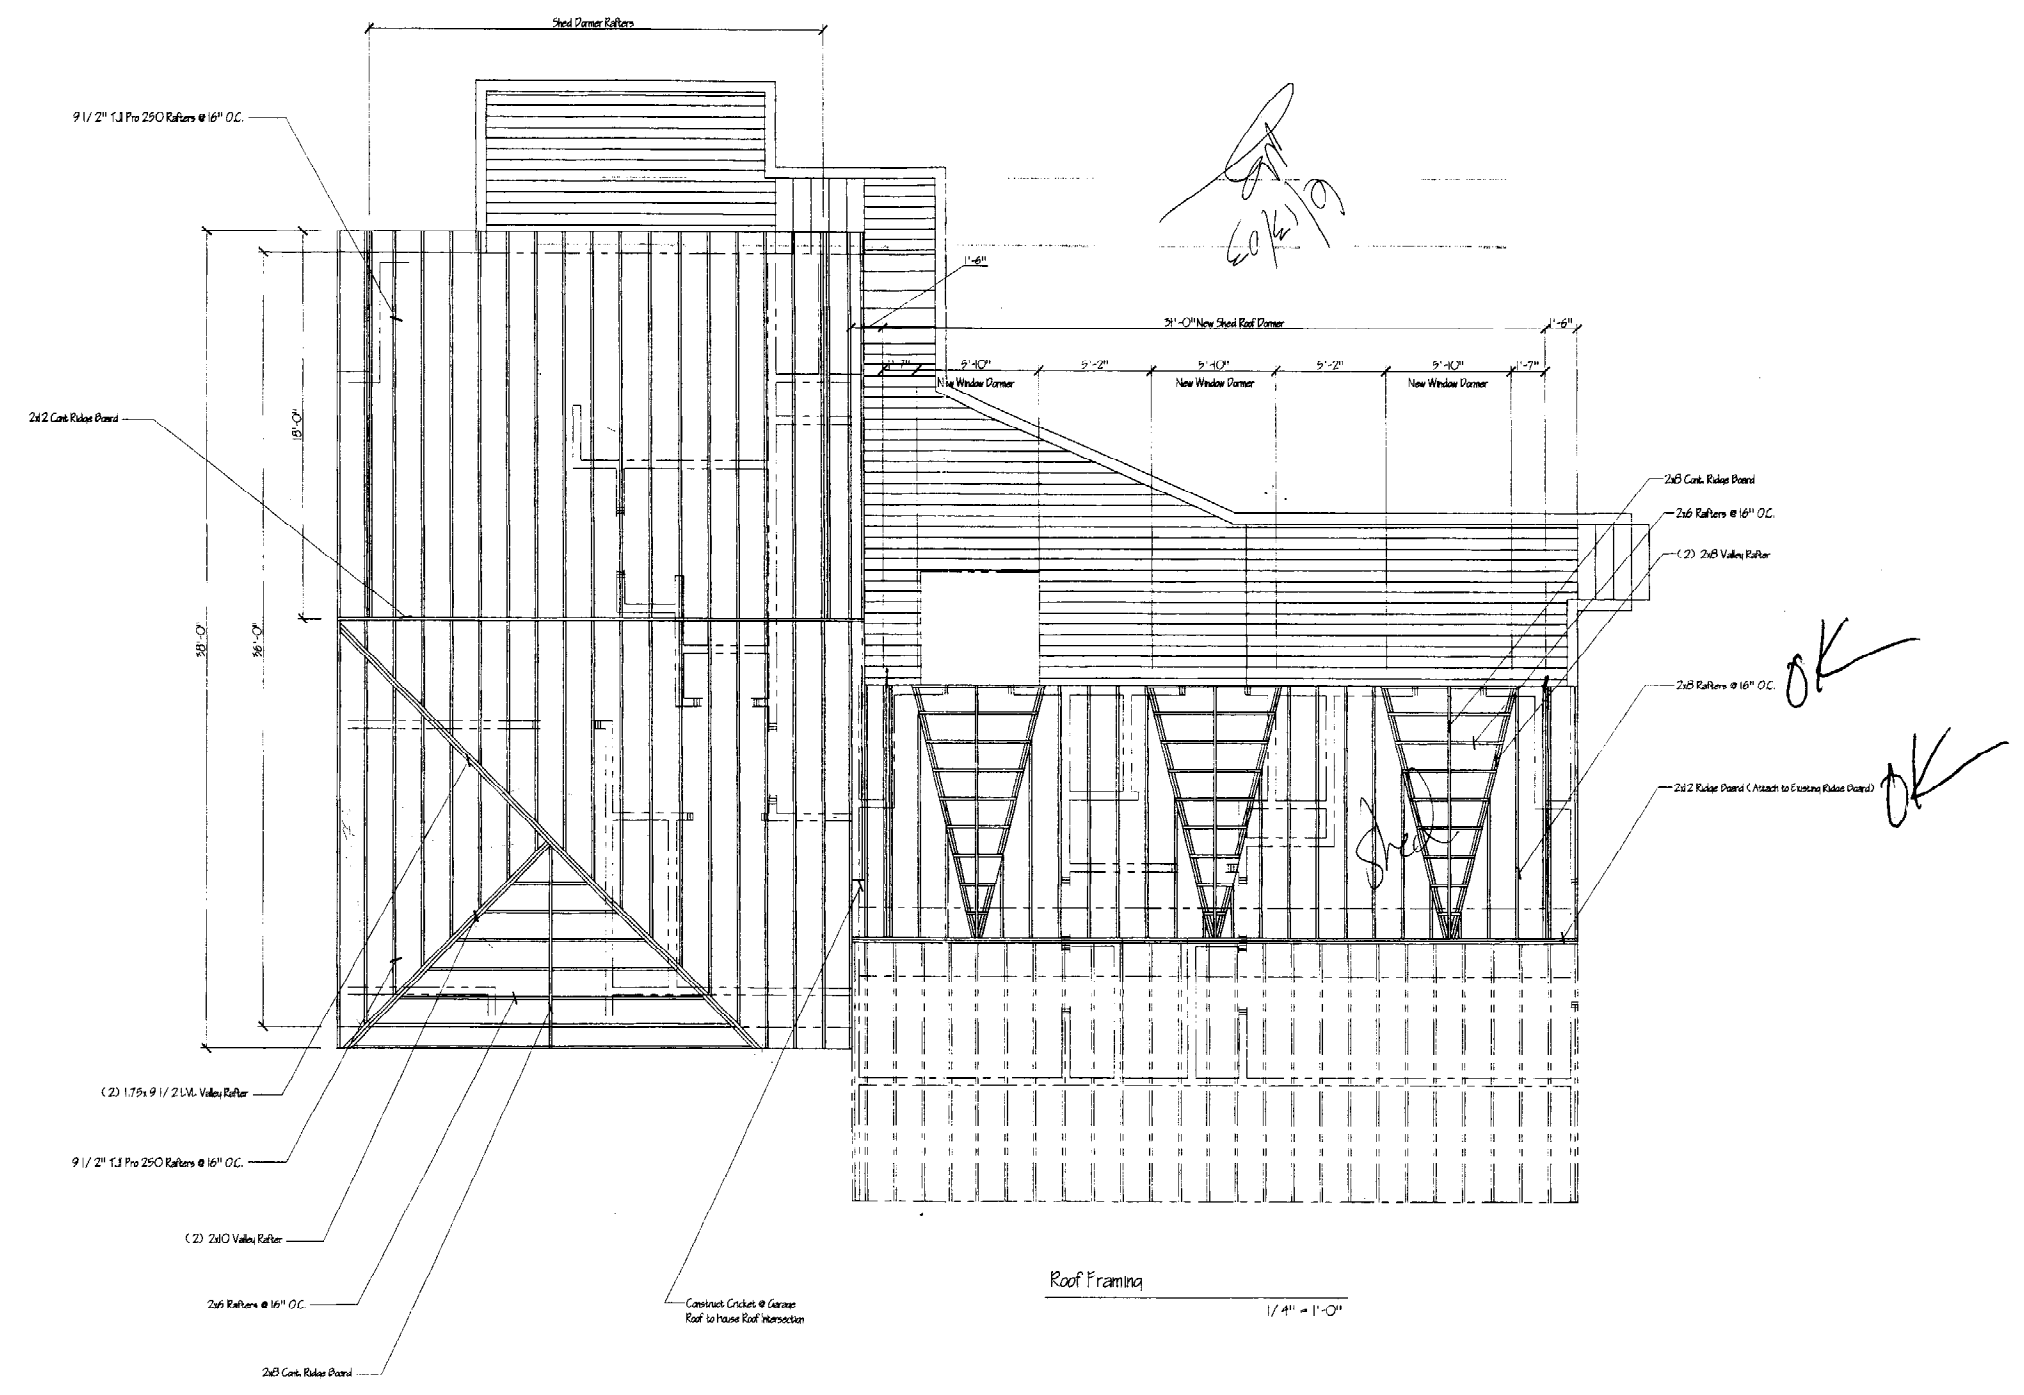 Shed Dormer Rafters
9 1/2" TJI Pro 250 Rafters @ 16" O.C.
1'-6"
31'-0" New Shed Roof Dormer
1'-6"
1'-7"
5'-10"
5'-2"
5'-10"
5'-2"
5'-10"
1'-7"
New Window Dormer
New Window Dormer
New Window Dormer
2x12 Cont. Ridge Board
18'-0"
38'-0"
36'-0"
2x8 Cont. Ridge Board
2x6 Rafters @ 16" O.C.
(2) 2x8 Valley Rafter
2x8 Rafters @ 16" O.C.
OK
2x12 Ridge Board (Attach to Existing Ridge Board)
OK
Shed
(2) 1.75x9 1/2 LVL Valley Rafter
9 1/2" TJI Pro 250 Rafters @ 16" O.C.
(2) 2x10 Valley Rafter
2x6 Rafters @ 16" O.C.
2x8 Cont. Ridge Board
Construct Cricket @ Garage
Roof to house Roof Intersection
Roof Framing
1/4" = 1'-0"